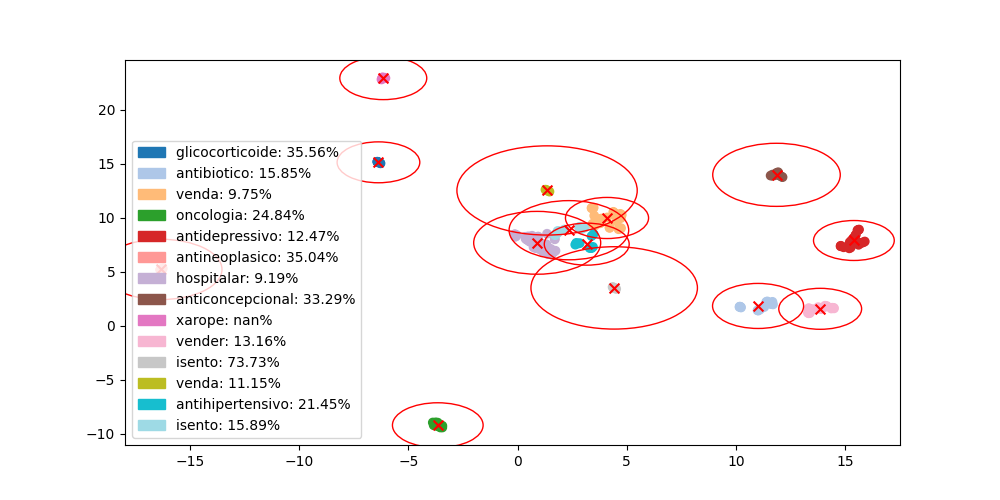 20
15
10
5
0
−5
−10
glicocorticoide: 35.56%
antibiotico: 15.85%
venda: 9.75%
oncologia: 24.84%
antidepressivo: 12.47%
antineoplasico: 35.04%
hospitalar: 9.19%
anticoncepcional: 33.29%
xarope: nan%
vender: 13.16%
isento: 73.73%
venda: 11.15%
antihipertensivo: 21.45%
isento: 15.89%
−15 −10 −5 0 5 10 15